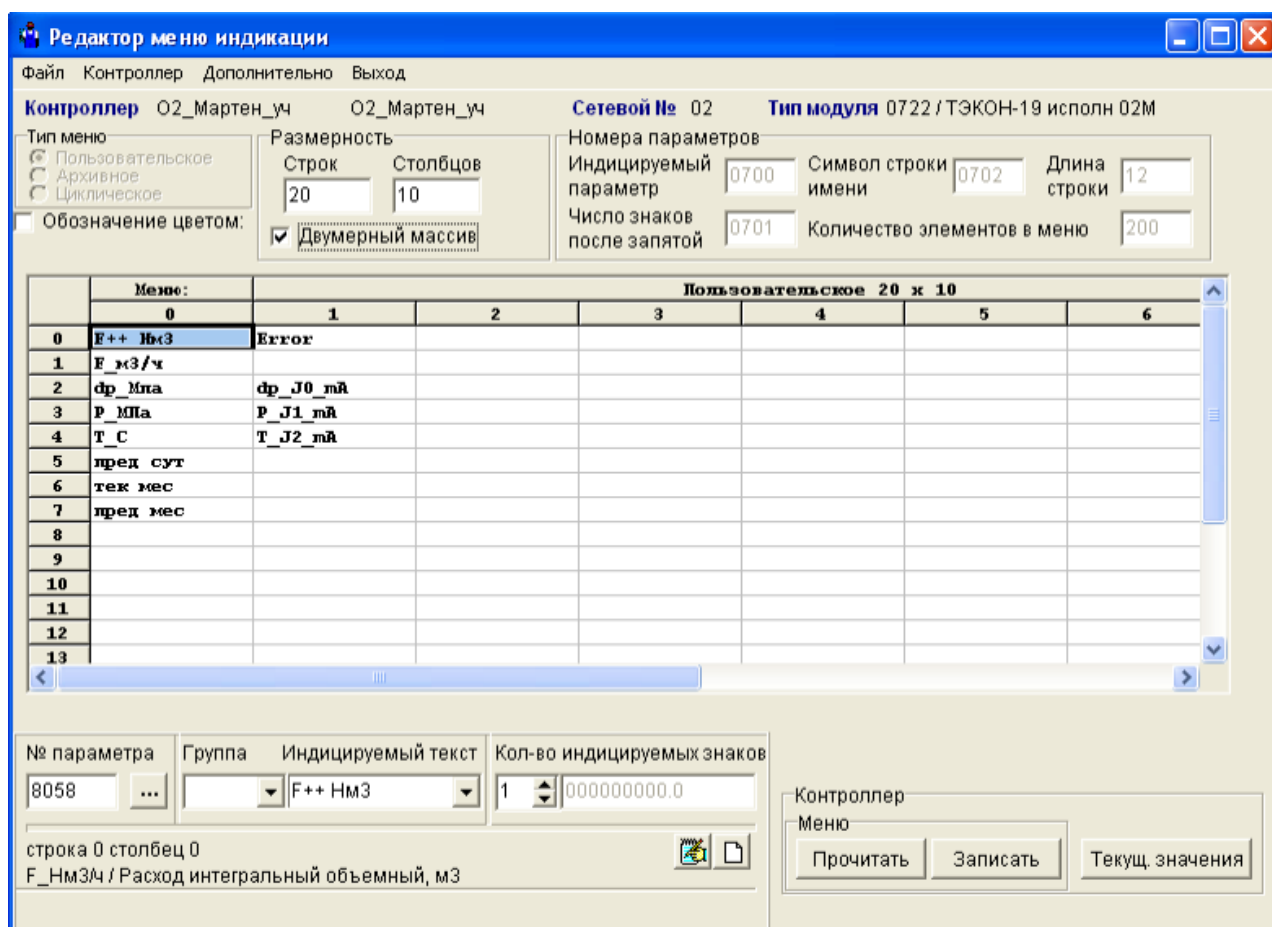 Редактор меню индикации
Файл Контроллер Дополнительно Выход
Контроллер О2_Мартен_уч О2_Мартен_уч Сетевой № 02 Тип модуля 0722 / ТЭКОН-19 исполн 02М
Тип меню
Пользовательское
Архивное
Циклическое
Обозначение цветом:
Размерность
Строк Столбцов
20 10
Двумерный массив
Номера параметров
Индицируемый параметр 0700 Символ строки имени 0702 Длина строки 12
Число знаков после запятой 0701 Количество элементов в меню 200
Меню: Пользовательское 20 x 10
0 1 2 3 4 5 6
0 F++ Нм3 Error
1 F_м3/ч
2 dp_Мпа dp_J0_mA
3 P_МПа P_J1_mA
4 T_C T_J2_mA
5 пред сут
6 тек мес
7 пред мес
8
9
10
11
12
13
№ параметра Группа Индицируемый текст Кол-во индицируемых знаков
8058 ... F++ Нм3 1 000000000.0
строка 0 столбец 0
F_Нм3/ч / Расход интегральный объемный, м3
Контроллер
Меню
Прочитать Записать Текущ. значения